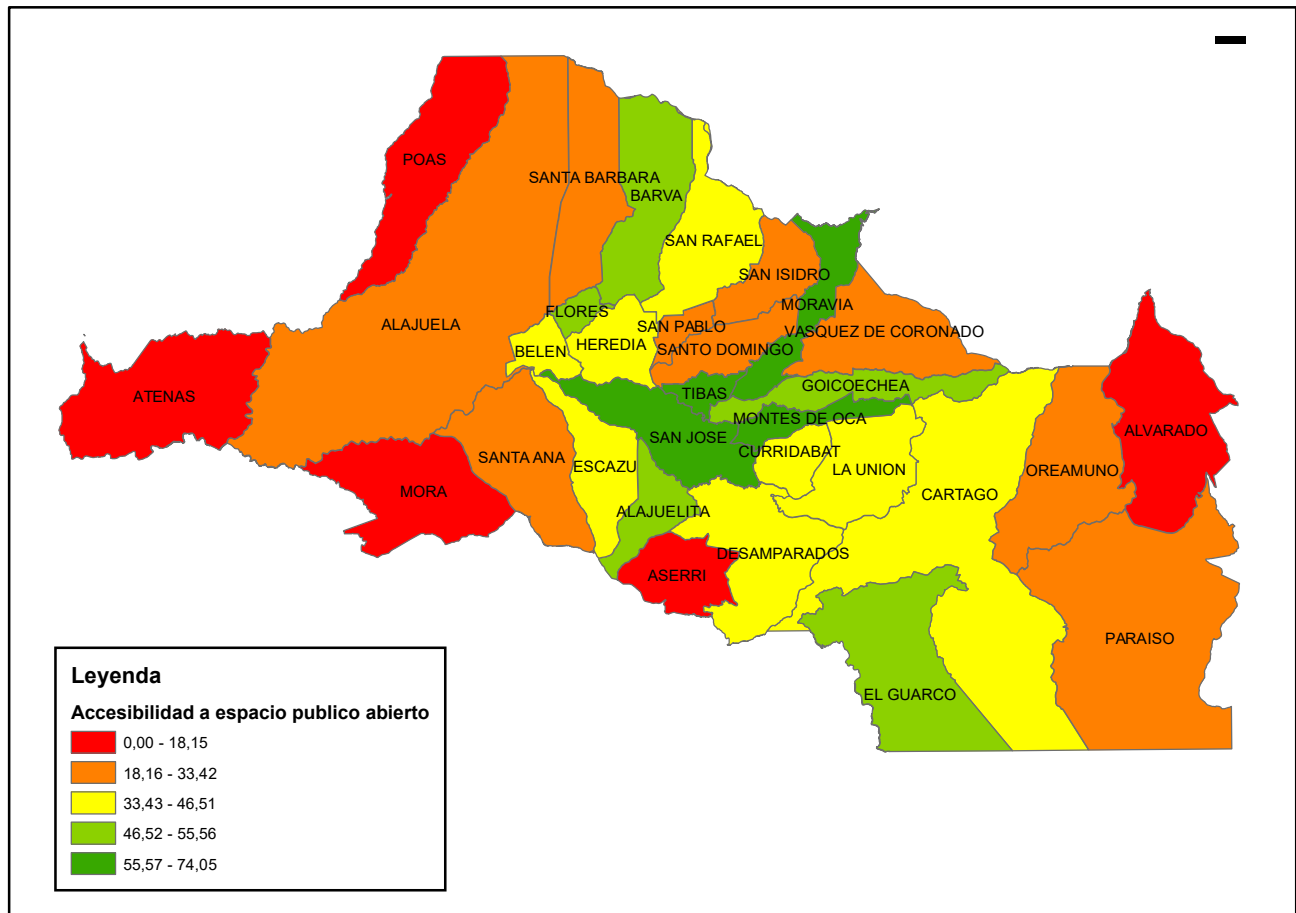 POAS
SANTA BARBARA
BARVA
SAN RAFAEL
SAN ISIDRO
MORAVIA
FLORES
ALAJUELA
SAN PABLO
VASQUEZ DE CORONADO
HEREDIA
SANTO DOMINGO
BELEN
GOICOECHEA
TIBAS
ATENAS
MONTES DE OCA
ALVARADO
SAN JOSE
CURRIDABAT
SANTA ANA
ESCAZU
LA UNION
OREAMUNO
MORA
CARTAGO
ALAJUELITA
DESAMPARADOS
ASERRI
PARAISO
EL GUARCO
Leyenda
Accesibilidad a espacio publico abierto
0,00 - 18,15
18,16 - 33,42
33,43 - 46,51
46,52 - 55,56
55,57 - 74,05